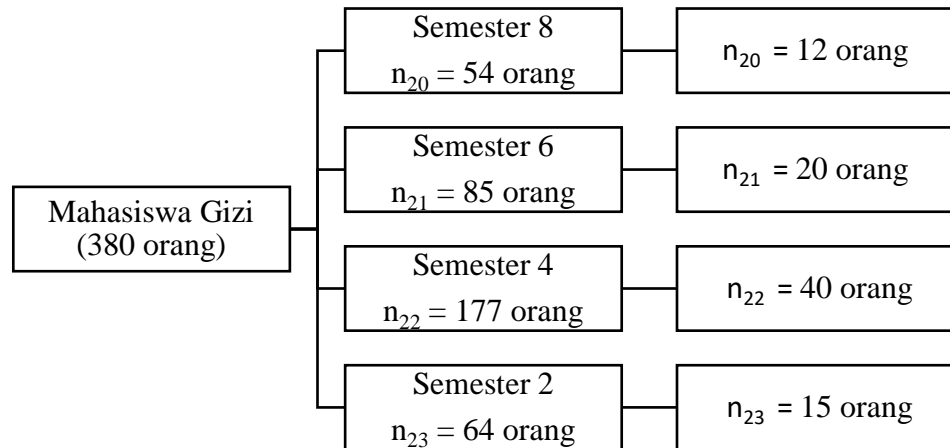 Mahasiswa Gizi
(380 orang)
Semester 8
n₂₀ = 54 orang
n₂₀ = 12 orang
Semester 6
n₂₁ = 85 orang
n₂₁ = 20 orang
Semester 4
n₂₂ = 177 orang
n₂₂ = 40 orang
Semester 2
n₂₃ = 64 orang
n₂₃ = 15 orang